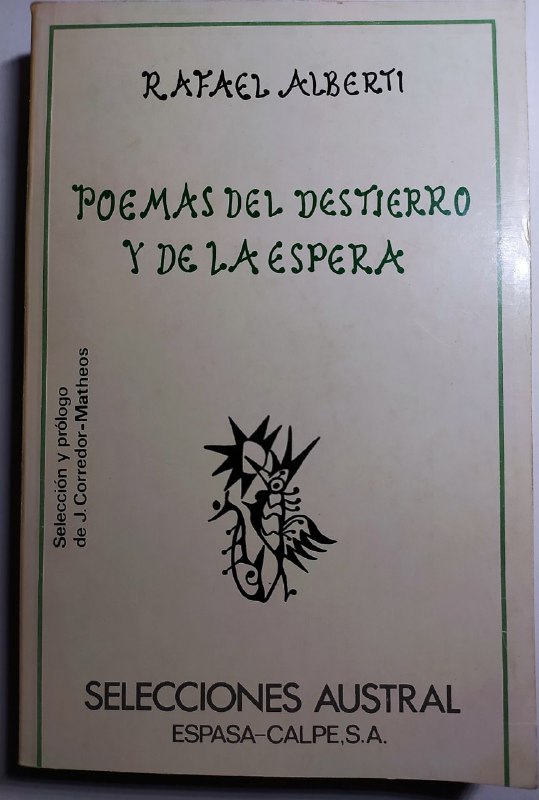 RAFAEL ALBERTI
POEMAS DEL DESTIERRO
Y DE LA ESPERA
Selección y prólogo
de J. Corredor-Matheos
SELECCIONES AUSTRAL
ESPASA-CALPE, S.A.